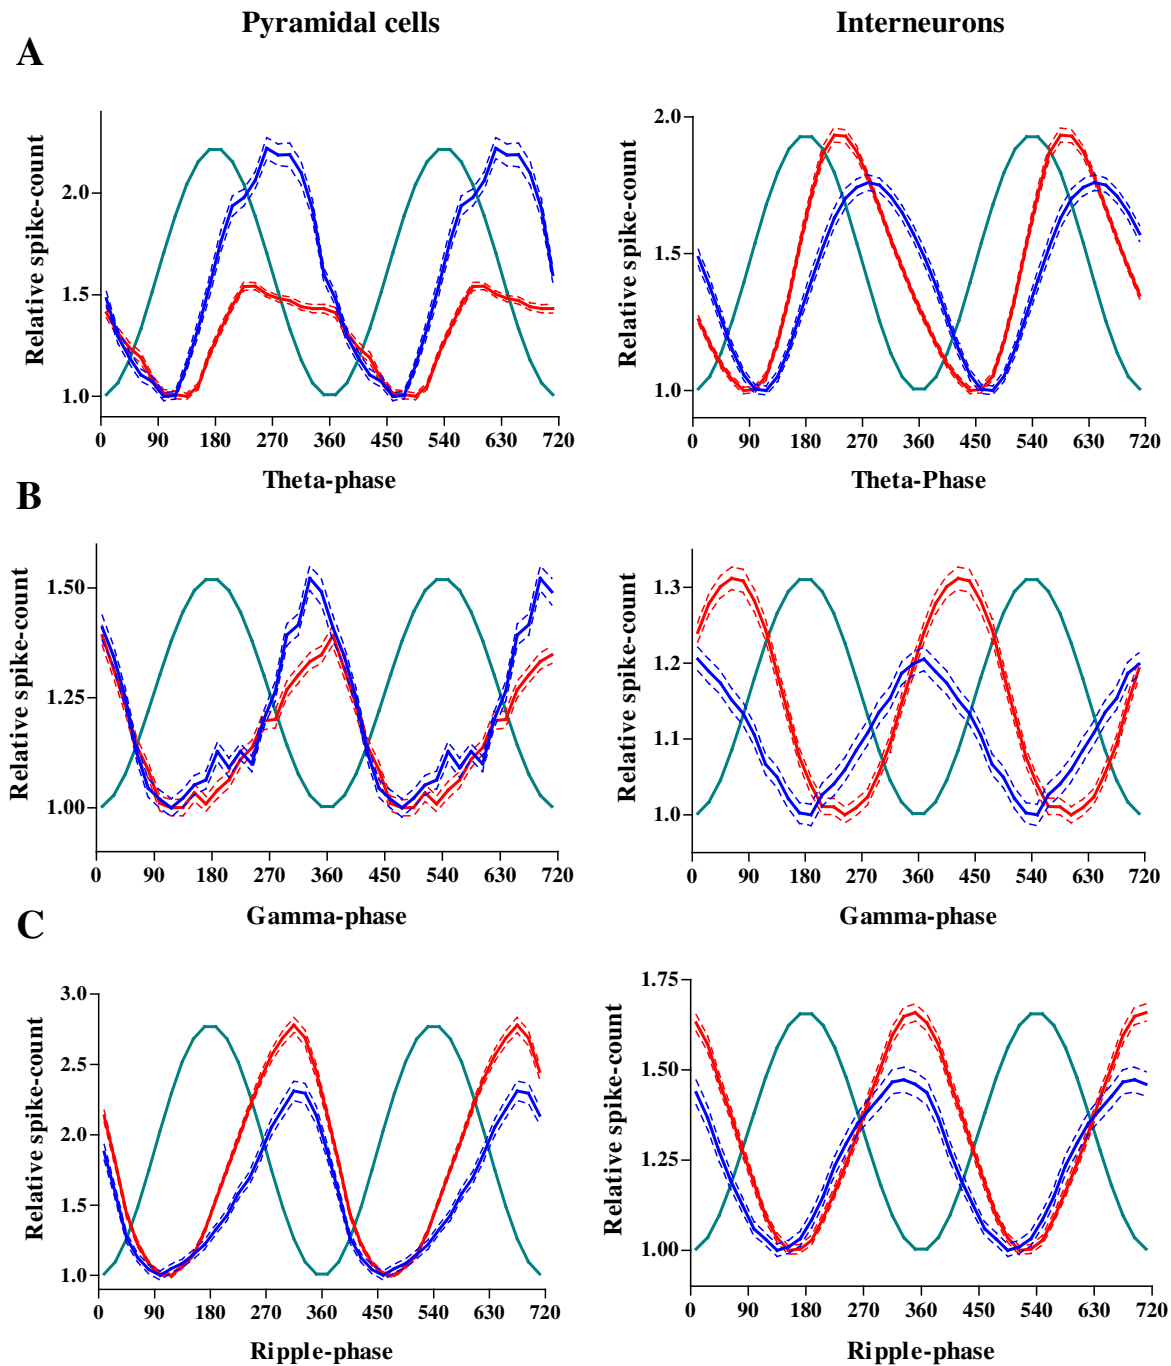 Pyramidal cells Interneurons
A
Relative spike-count
2.0
1.5
1.0
0 90 180 270 360 450 540 630 720
Theta-phase
Relative spike-count
2.0
1.5
1.0
0 90 180 270 360 450 540 630 720
Theta-Phase
B
Relative spike-count
1.50
1.25
1.00
0 90 180 270 360 450 540 630 720
Gamma-phase
Relative spike-count
1.3
1.2
1.1
1.0
0 90 180 270 360 450 540 630 720
Gamma-phase
C
Relative spike-count
3.0
2.5
2.0
1.5
1.0
0 90 180 270 360 450 540 630 720
Ripple-phase
Relative spike-count
1.75
1.50
1.25
1.00
0 90 180 270 360 450 540 630 720
Ripple-phase